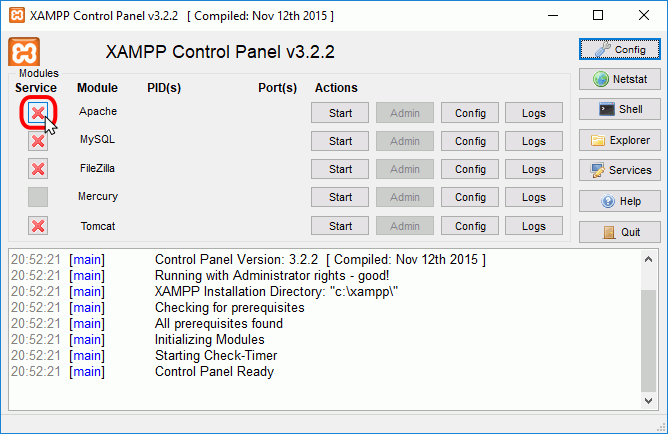 XAMPP Control Panel v3.2.2 [ Compiled: Nov 12th 2015 ]
XAMPP Control Panel v3.2.2
Config
Modules
Service Module PID(s) Port(s) Actions
Netstat
Apache Start Admin Config Logs
Shell
MySQL Start Admin Config Logs
Explorer
FileZilla Start Admin Config Logs
Services
Mercury Start Admin Config Logs
Help
Tomcat Start Admin Config Logs
Quit
20:52:21 [main] Control Panel Version: 3.2.2 [ Compiled: Nov 12th 2015 ]
20:52:21 [main] Running with Administrator rights - good!
20:52:21 [main] XAMPP Installation Directory: "c:\xampp\"
20:52:21 [main] Checking for prerequisites
20:52:21 [main] All prerequisites found
20:52:21 [main] Initializing Modules
20:52:21 [main] Starting Check-Timer
20:52:21 [main] Control Panel Ready